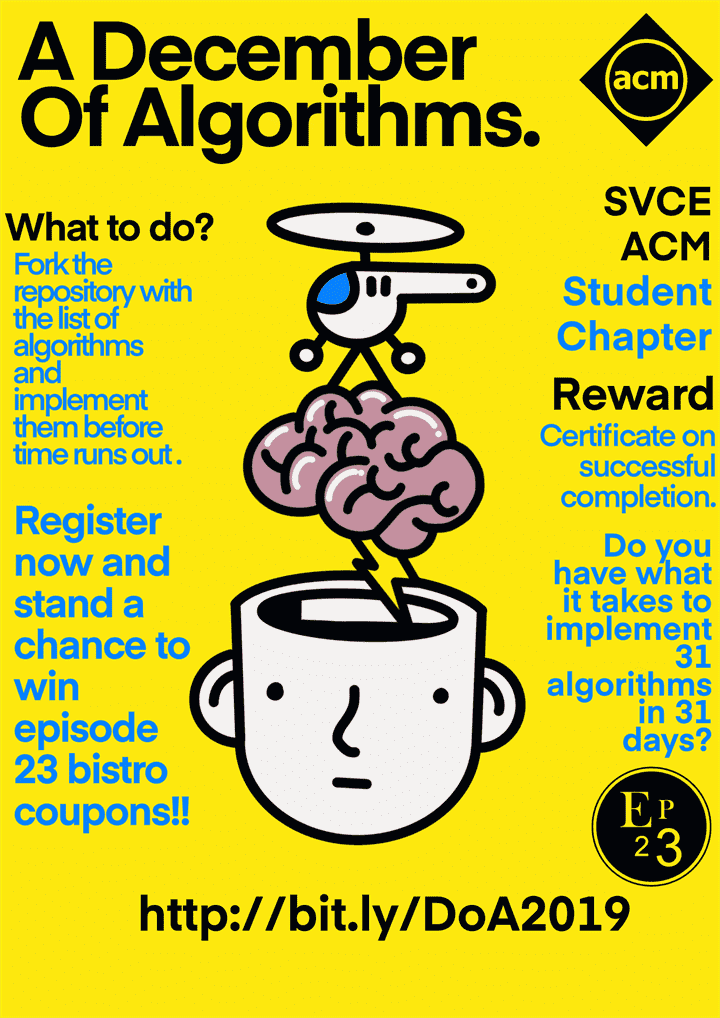 A December
Of Algorithms.
acm
What to do?
Fork the
repository with
the list of
algorithms
and
implement
them before
time runs out .
Register
now and
stand a
chance to
win
episode
23 bistro
coupons!!
SVCE
ACM
Student
Chapter
Reward
Certificate on
successful
completion.
Do you
have what
it takes to
implement
31
algorithms
in 31
days?
EP
23
http://bit.ly/DoA2019